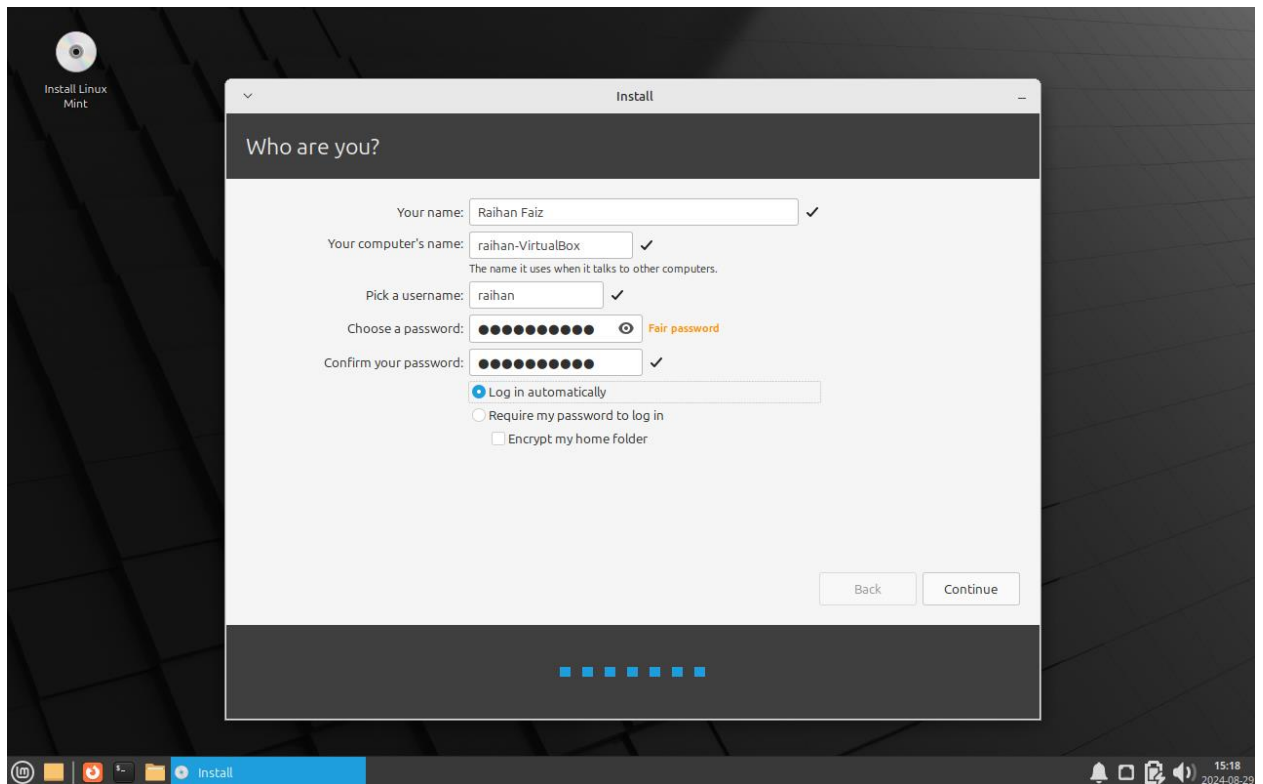 Install Linux
Mint
Install
Who are you?
Your name: Raihan Faiz
Your computer's name: raihan-VirtualBox
The name it uses when it talks to other computers.
Pick a username: raihan
Choose a password: ●●●●●●●●●● Fair password
Confirm your password: ●●●●●●●●●●
Log in automatically
Require my password to log in
Encrypt my home folder
Back Continue
Install
15:18
2024-08-29